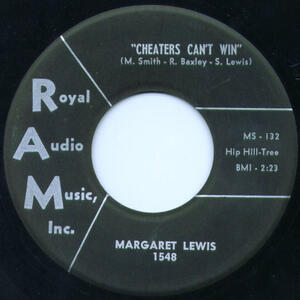 "CHEATERS CAN'T WIN"
(M. Smith - R. Baxley - S. Lewis)
Royal
Audio
Music,
Inc.
MS - 132
Hip Hill-Tree
BMI - 2:23
MARGARET LEWIS
1548